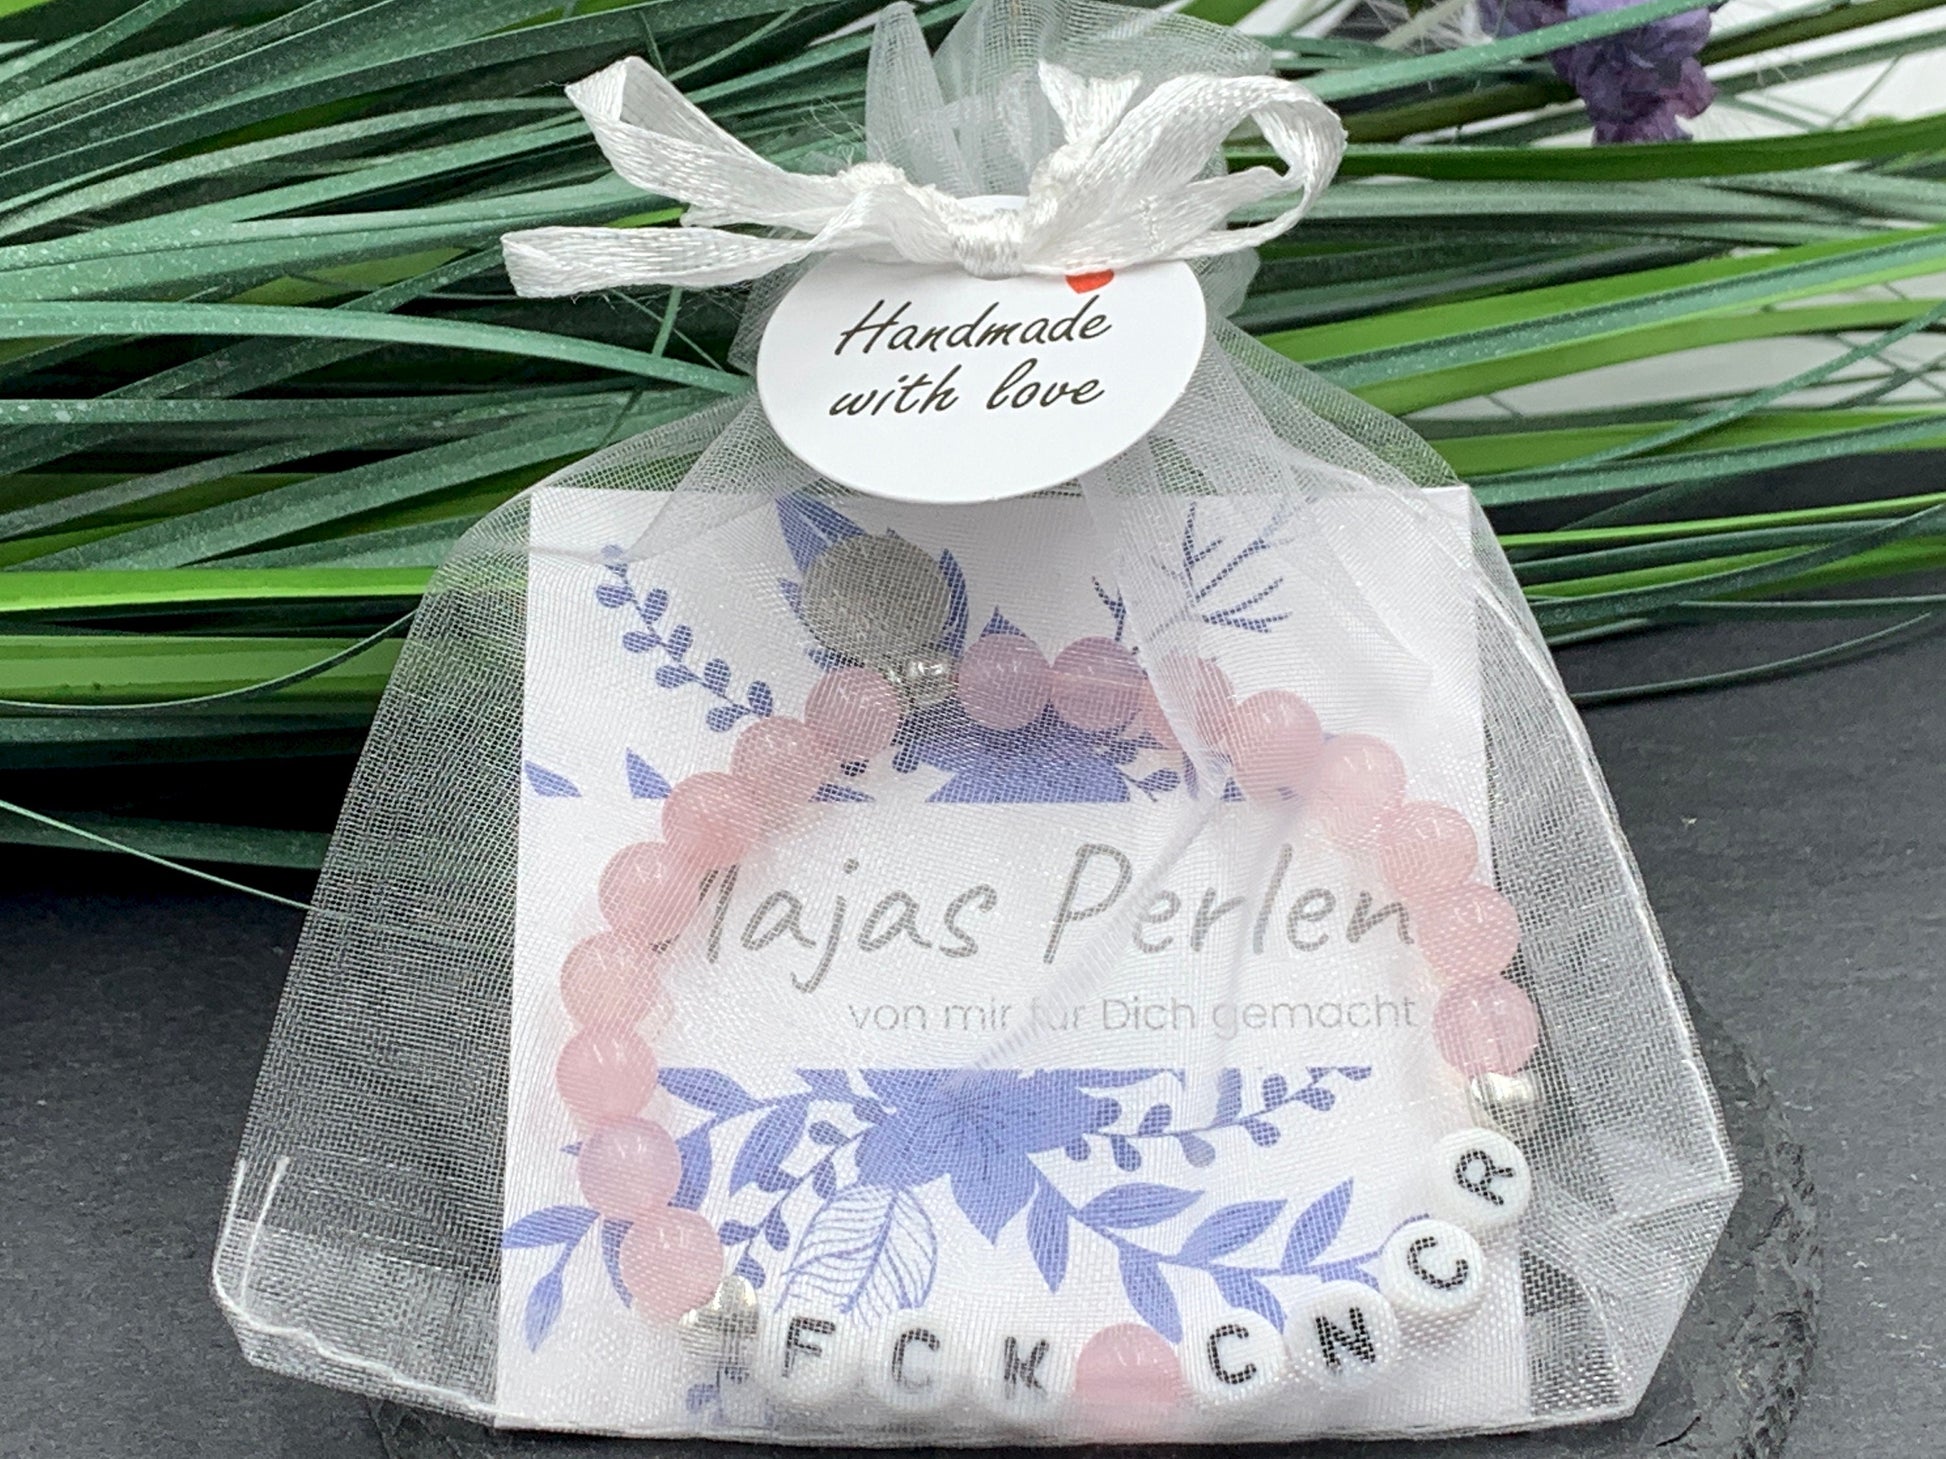 Handmade
with love
Majas Perlen
von mir für Dich gemacht
FCK CNCR